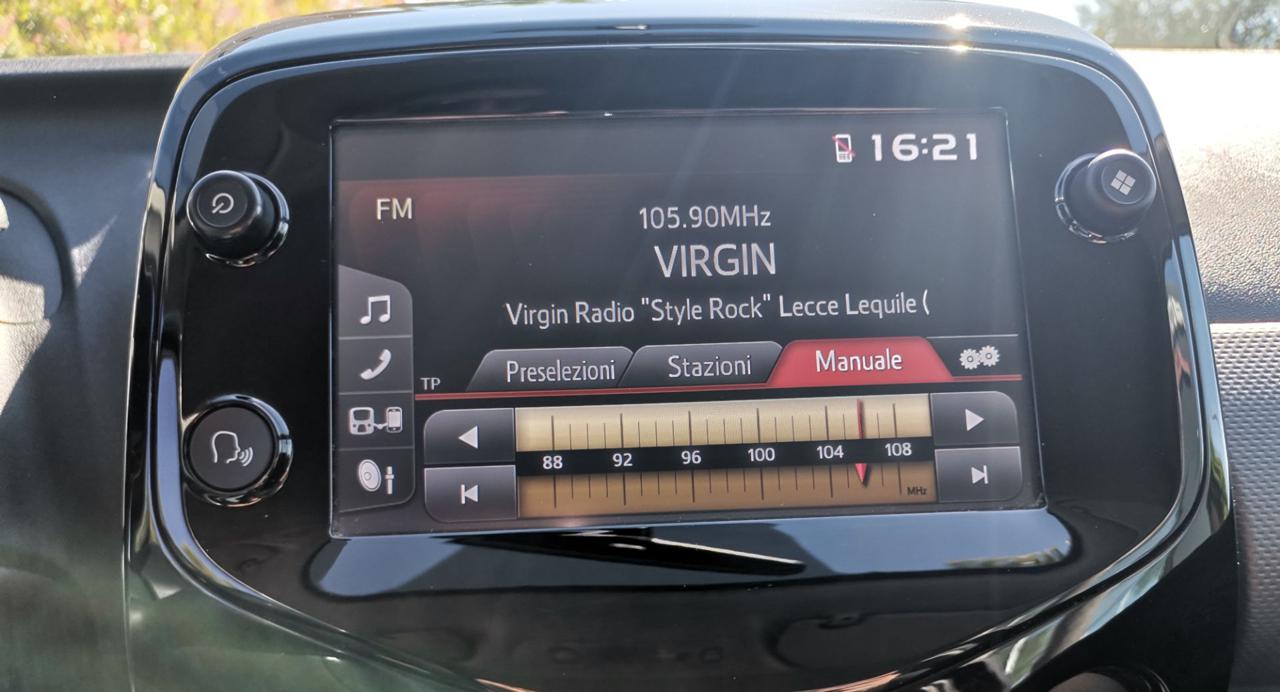 16:21
FM
105.90MHz
VIRGIN
Virgin Radio "Style Rock" Lecce Lequile (
TP
Preselezioni
Stazioni
Manuale
88 92 96 100 104 108
MHz